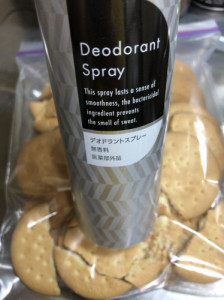 Deodorant
Spray
This spray lasts a sense of
smoothness, the bactericidal
ingredient prevents
the smell of sweat.
デオドラントスプレー
無香料
医薬部外品